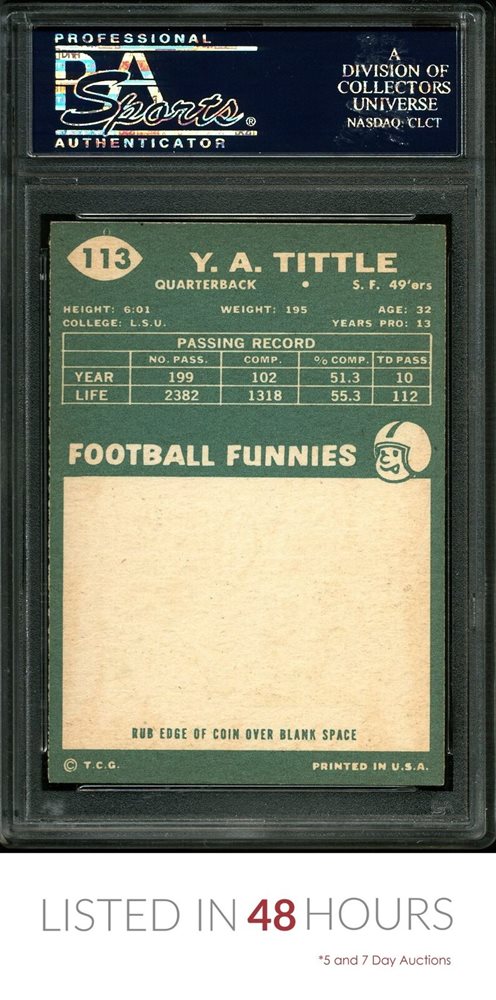 PROFESSIONAL
PSA
Sports®
AUTHENTICATOR
A
DIVISION OF
COLLECTORS
UNIVERSE
NASDAQ: CLCT
113
Y. A. TITTLE
QUARTERBACK • S. F. 49'ers
HEIGHT: 6:01 WEIGHT: 195 AGE: 32
COLLEGE: L.S.U. YEARS PRO: 13
PASSING RECORD
NO. PASS. COMP. % COMP. TD PASS
YEAR 199 102 51.3 10
LIFE 2382 1318 55.3 112
FOOTBALL FUNNIES
RUB EDGE OF COIN OVER BLANK SPACE
© T.C.G. PRINTED IN U.S.A.
LISTED IN 48 HOURS
*5 and 7 Day Auctions